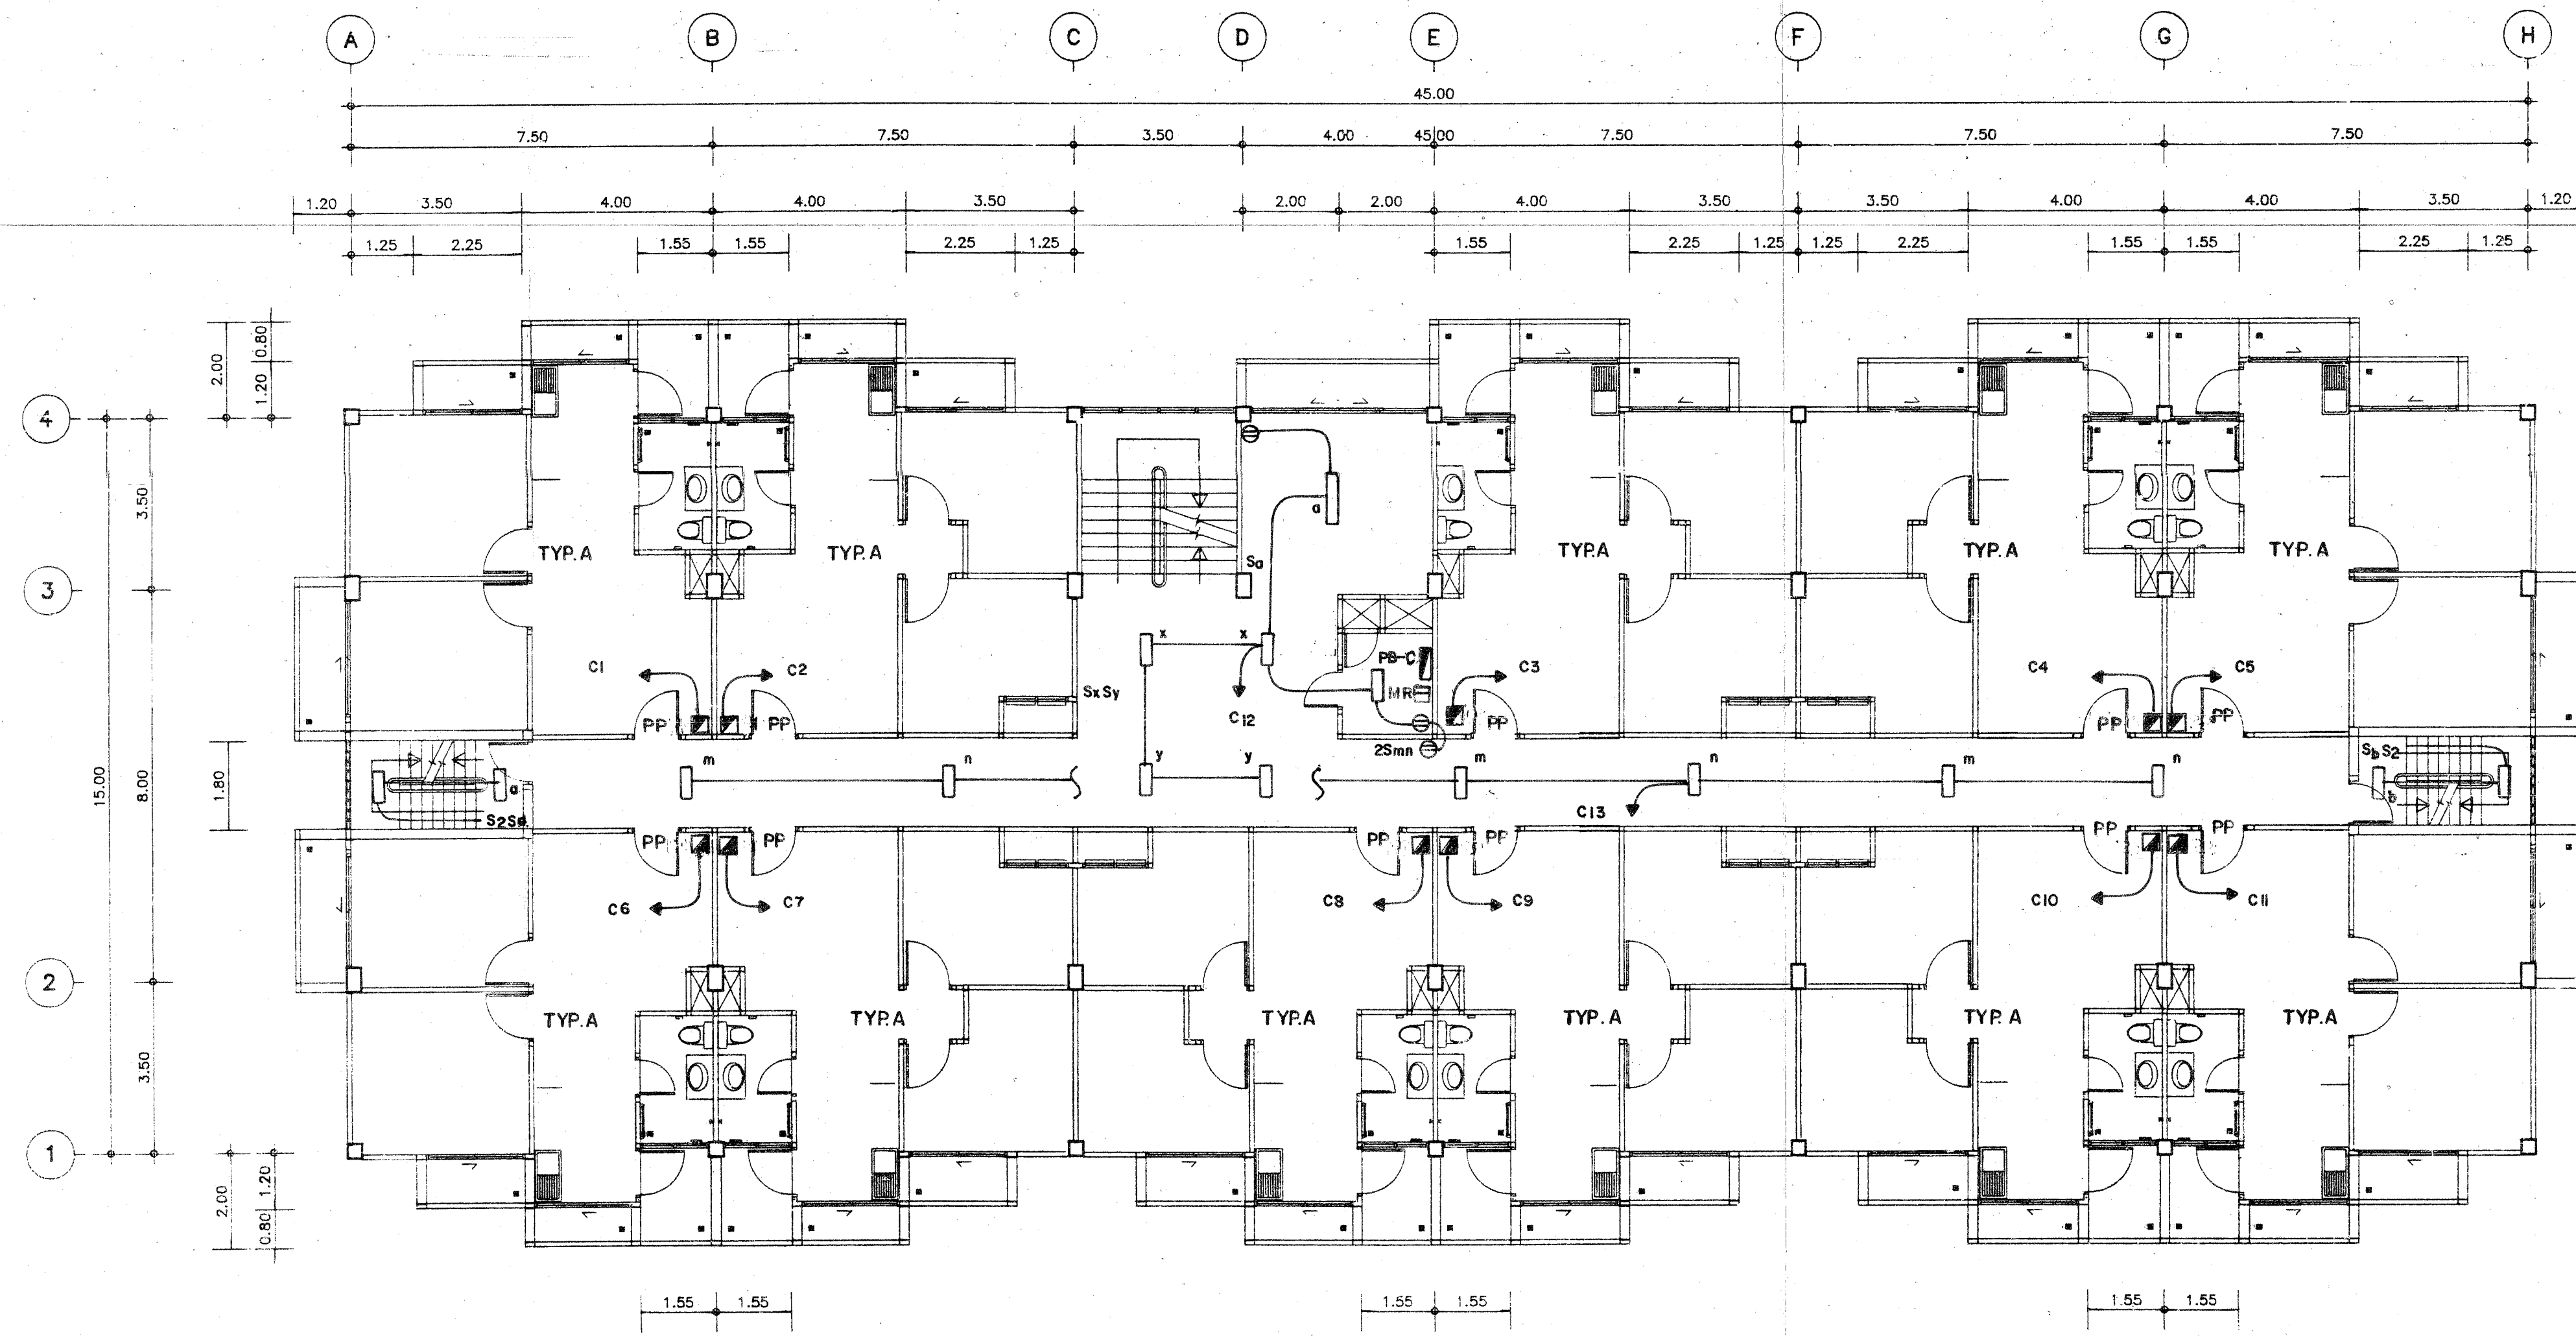 A B C D E F G H
45.00
7.50 7.50 3.50 4.00 45.00 7.50 7.50 7.50
1.20 3.50 4.00 4.00 3.50 2.00 2.00 4.00 3.50 3.50 4.00 4.00 3.50 1.20
1.25 2.25 1.55 1.55 2.25 1.25 1.55 2.25 1.25 1.25 2.25 1.55 1.55 2.25 1.25
2.00 0.80
1.20
4
3.50
a
TYP.A TYP.A TYP.A TYP.A TYP.A
Sa
3
x x
C1 C2 PB-C C3 C4 C5
SxSy MR
C12
PP PP PP PP PP
2Smn
m n y y m n m n SbS2
15.00 8.00 1.80
a b
C13
S2Sa
PP PP PP PP PP PP
C6 C7 C8 C9 C10 C11
2
TYP.A TYP.A TYP.A TYP.A TYP.A TYP.A
3.50
1
2.00 1.20
0.80
1.55 1.55 1.55 1.55 1.55 1.55